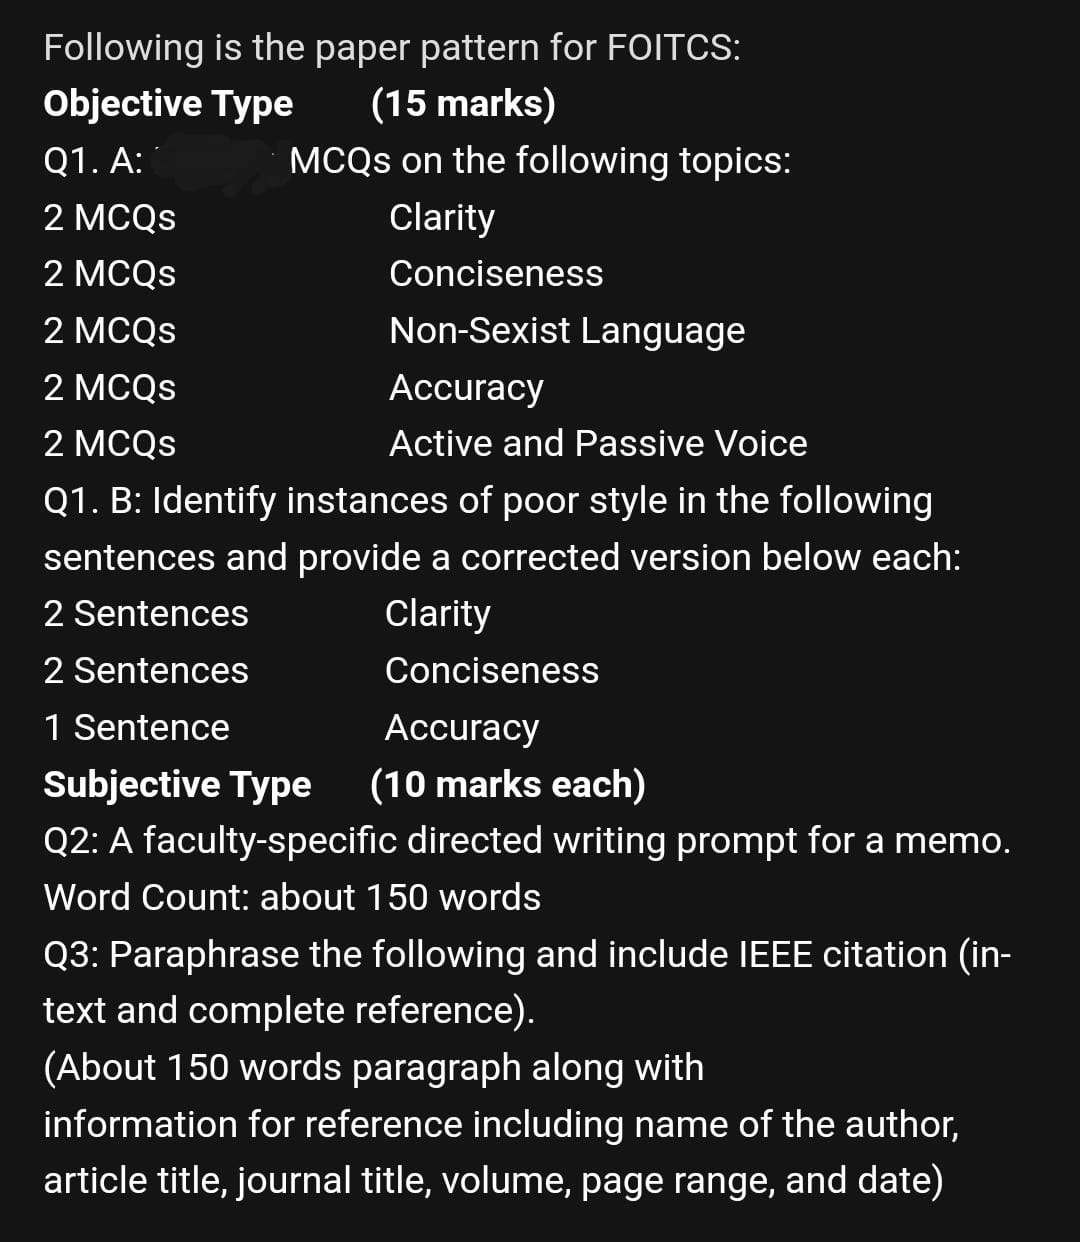 Following is the paper pattern for FOITCS:
Objective Type (15 marks)
Q1. A: MCQs on the following topics:
2 MCQs Clarity
2 MCQs Conciseness
2 MCQs Non-Sexist Language
2 MCQs Accuracy
2 MCQs Active and Passive Voice
Q1. B: Identify instances of poor style in the following
sentences and provide a corrected version below each:
2 Sentences Clarity
2 Sentences Conciseness
1 Sentence Accuracy
Subjective Type (10 marks each)
Q2: A faculty-specific directed writing prompt for a memo.
Word Count: about 150 words
Q3: Paraphrase the following and include IEEE citation (in-
text and complete reference).
(About 150 words paragraph along with
information for reference including name of the author,
article title, journal title, volume, page range, and date)